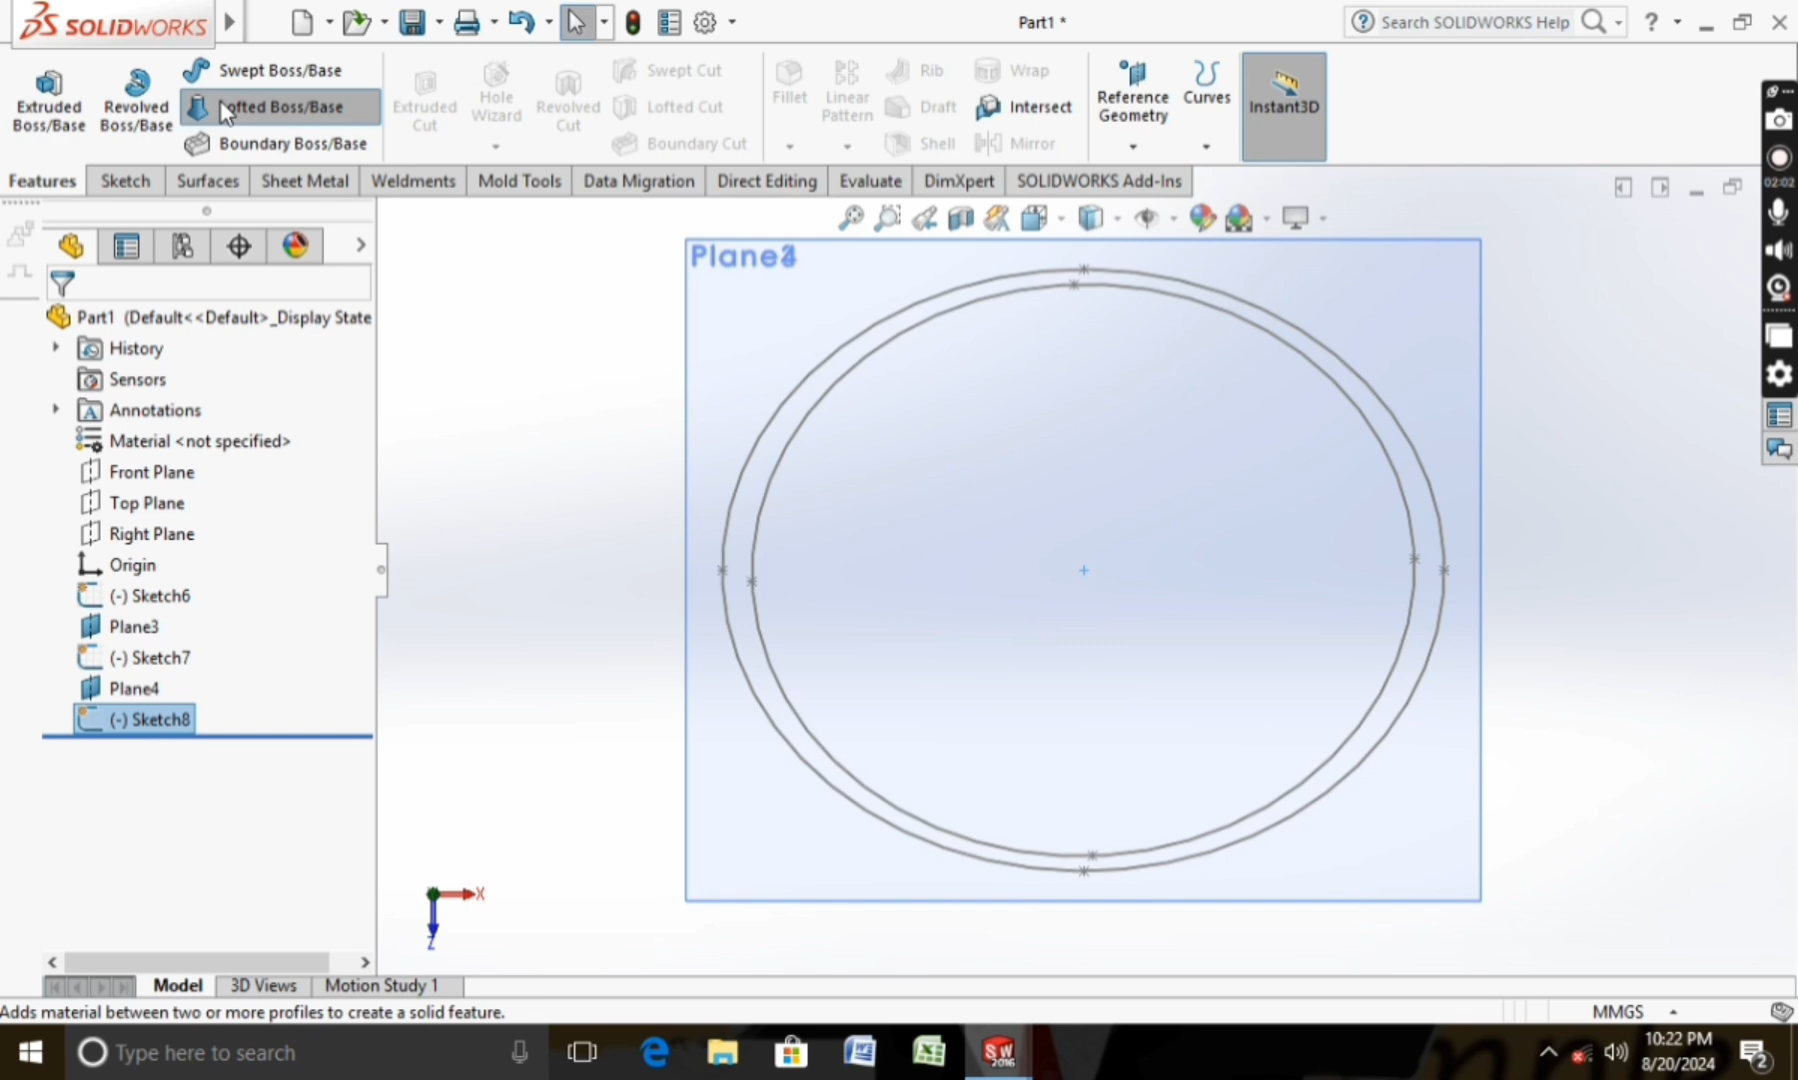 SOLIDWORKS
Part1 *
Search SOLIDWORKS Help
?
Extruded Boss/Base
Revolved Boss/Base
Swept Boss/Base
Lofted Boss/Base
Boundary Boss/Base
Extruded Cut
Hole Wizard
Revolved Cut
Swept Cut
Lofted Cut
Boundary Cut
Fillet
Linear Pattern
Rib
Draft
Shell
Wrap
Intersect
Mirror
Reference Geometry
Curves
Instant3D
02:02
Features
Sketch
Surfaces
Sheet Metal
Weldments
Mold Tools
Data Migration
Direct Editing
Evaluate
DimXpert
SOLIDWORKS Add-Ins
Part1 (Default<<Default>_Display State
History
Sensors
Annotations
Material <not specified>
Front Plane
Top Plane
Right Plane
Origin
(-) Sketch6
Plane3
(-) Sketch7
Plane4
(-) Sketch8
X
Z
Model
3D Views
Motion Study 1
Adds material between two or more profiles to create a solid feature.
MMGS
Type here to search
SW
2016
10:22 PM
8/20/2024
2